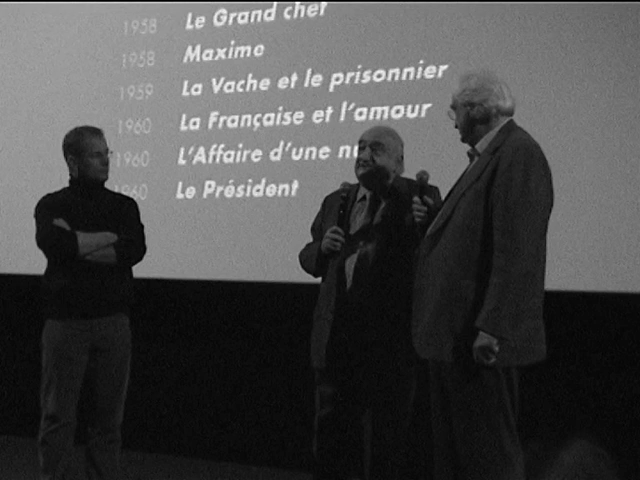 1958 Le Grand chef
1958 Maxime
1959 La Vache et le prisonnier
1960 La Française et l'amour
1960 L'Affaire d'une
1960 Le Président